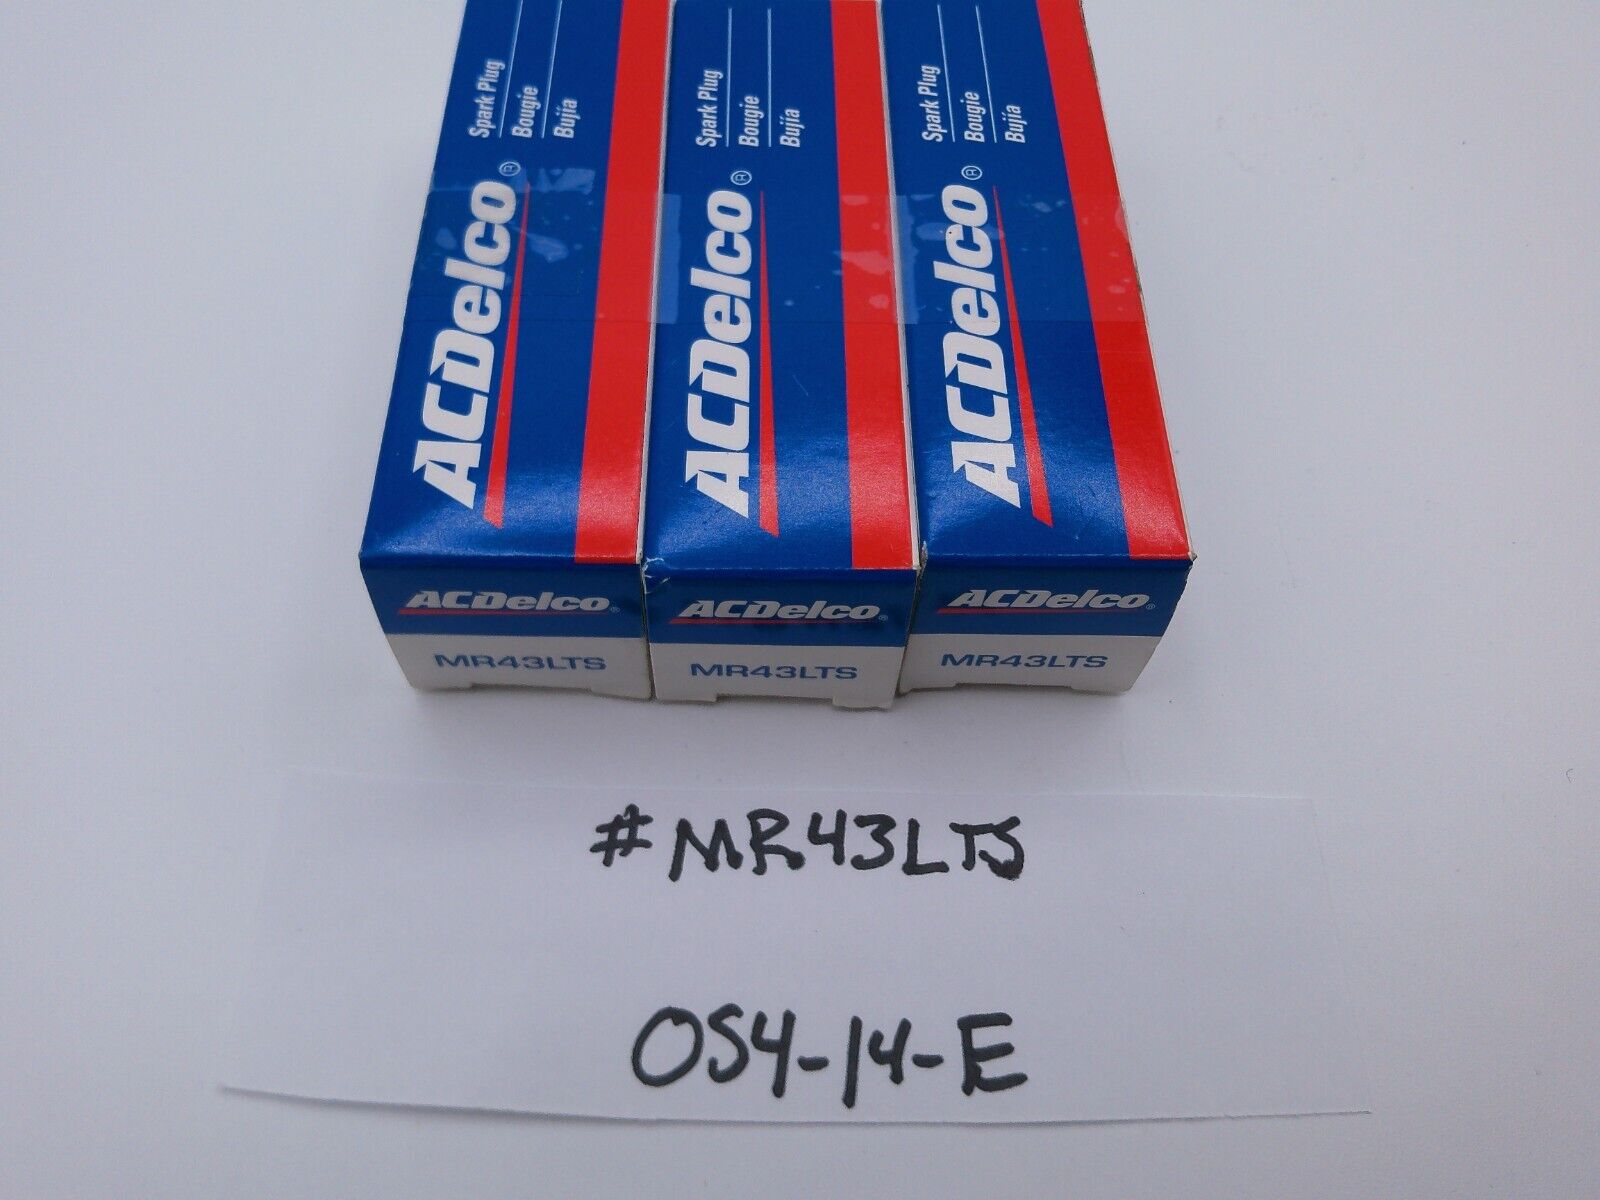 Spark Plug
Bougie
Bujía
ACDelco®
Spark Plug
Bougie
Bujía
ACDelco®
Spark Plug
Bougie
Bujía
ACDelco®
ACDelco®
MR43LTS
ACDelco®
MR43LTS
ACDelco®
MR43LTS
#MR43LTS
OS4-14-E